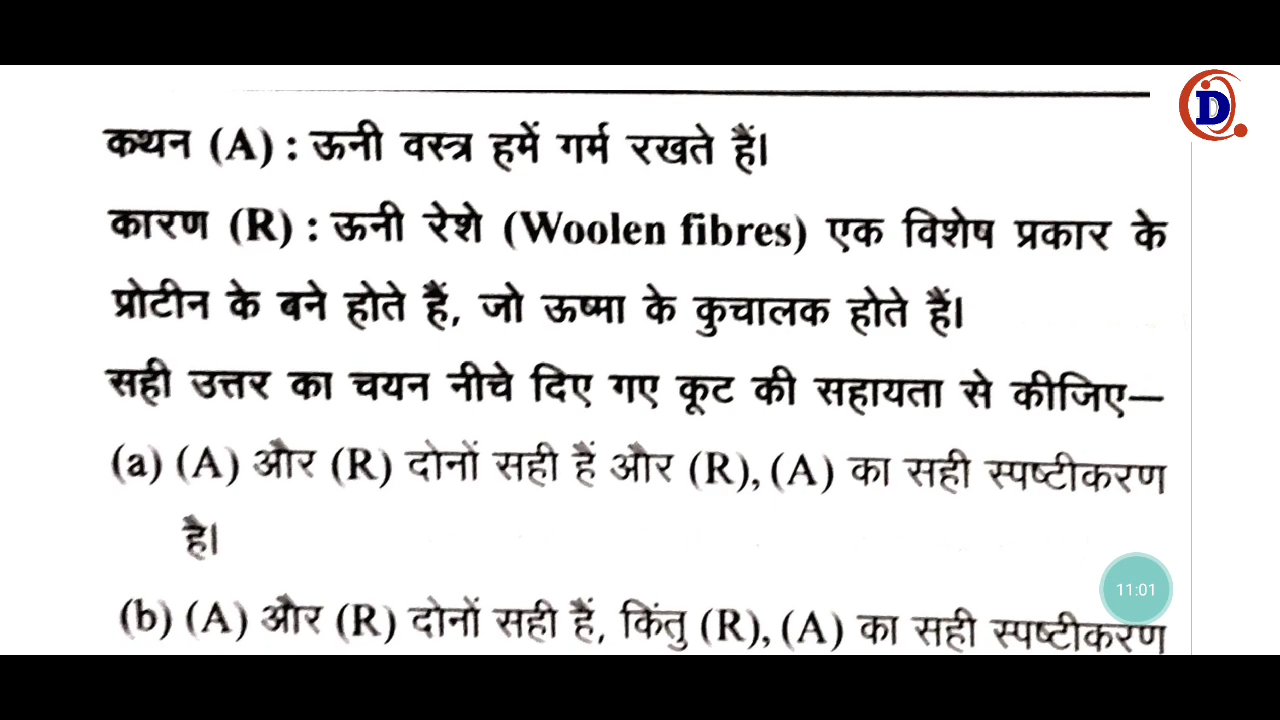 D
कथन (A) : ऊनी वस्त्र हमें गर्म रखते हैं।
कारण (R) : ऊनी रेशे (Woolen fibres) एक विशेष प्रकार के
प्रोटीन के बने होते हैं, जो ऊष्मा के कुचालक होते हैं।
सही उत्तर का चयन नीचे दिए गए कूट की सहायता से कीजिए—
(a) (A) और (R) दोनों सही हैं और (R), (A) का सही स्पष्टीकरण
है।
11:01
(b) (A) और (R) दोनों सही हैं, किंतु (R), (A) का सही स्पष्टीकरण